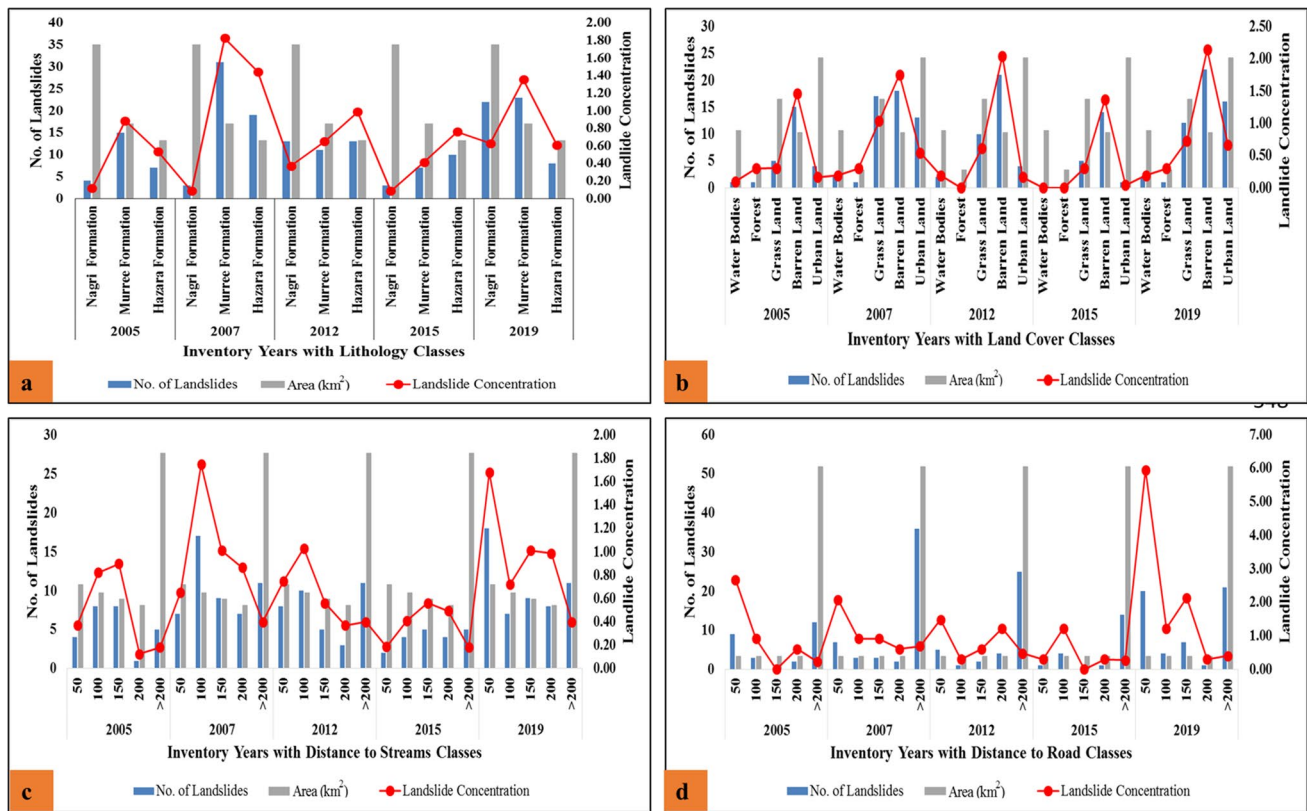 40
35
30
25
20
15
10
5
0
No. of Landslides
2.00
1.80
1.60
1.40
1.20
1.00
0.80
0.60
0.40
0.20
0.00
Landlide Concentration
Nagri Formation
Murree Formation
Hazara Formation
Nagri Formation
Murree Formation
Hazara Formation
Nagri Formation
Murree Formation
Hazara Formation
Nagri Formation
Murree Formation
Hazara Formation
Nagri Formation
Murree Formation
Hazara Formation
2005 2007 2012 2015 2019
Inventory Years with Lithology Classes
No. of Landslides Area (km²) Landslide Concentration
a
30
25
20
15
10
5
0
No. of Landslides
2.50
2.00
1.50
1.00
0.50
0.00
Landlide Concentration
Water Bodies
Forest
Grass Land
Barren Land
Urban Land
Water Bodies
Forest
Grass Land
Barren Land
Urban Land
Water Bodies
Forest
Grass Land
Barren Land
Urban Land
Water Bodies
Forest
Grass Land
Barren Land
Urban Land
Water Bodies
Forest
Grass Land
Barren Land
Urban Land
2005 2007 2012 2015 2019
Inventory Years with Land Cover Classes
No. of Landslides Area (km²) Landslide Concentration
b
30
25
20
15
10
5
0
No. of Landslides
2.00
1.80
1.60
1.40
1.20
1.00
0.80
0.60
0.40
0.20
0.00
Landlide Concentration
50 100 150 200 >200 50 100 150 200 >200 50 100 150 200 >200 50 100 150 200 >200 50 100 150 200 >200
2005 2007 2012 2015 2019
Inventory Years with Distance to Streams Classes
No. of Landslides Area (km²) Landslide Concentration
c
60
50
40
30
20
10
0
No. of Landslides
7.00
6.00
5.00
4.00
3.00
2.00
1.00
0.00
Landlide Concentration
50 100 150 200 >200 50 100 150 200 >200 50 100 150 200 >200 50 100 150 200 >200 50 100 150 200 >200
2005 2007 2012 2015 2019
Inventory Years with Distance to Road Classes
No. of Landslides Area (km²) Landslide Concentration
d